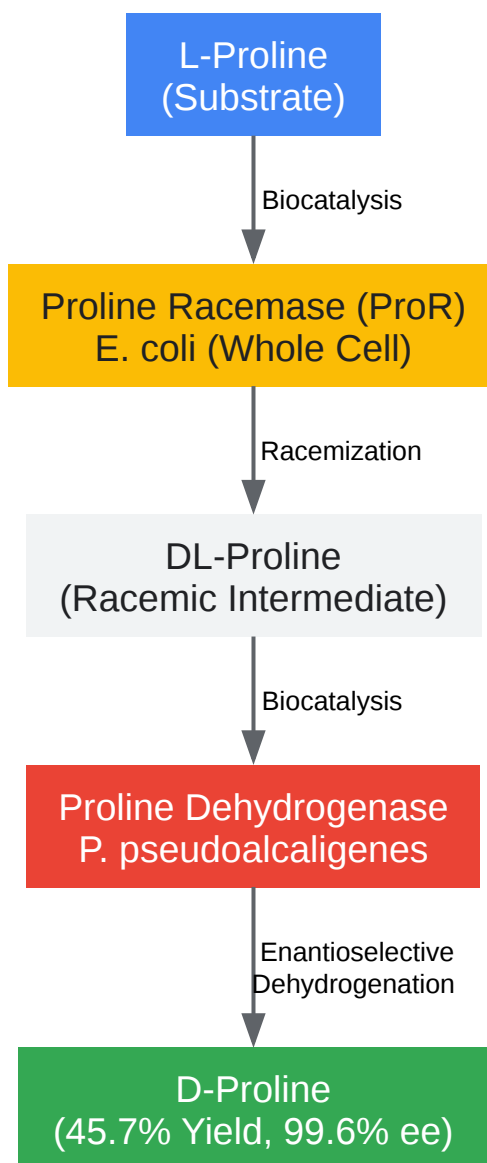 L-Proline
(Substrate)
Biocatalysis
Proline Racemase (ProR)
E. coli (Whole Cell)
Racemization
DL-Proline
(Racemic Intermediate)
Biocatalysis
Proline Dehydrogenase
P. pseudoalcaligenes
Enantioselective
Dehydrogenation
D-Proline
(45.7% Yield, 99.6% ee)